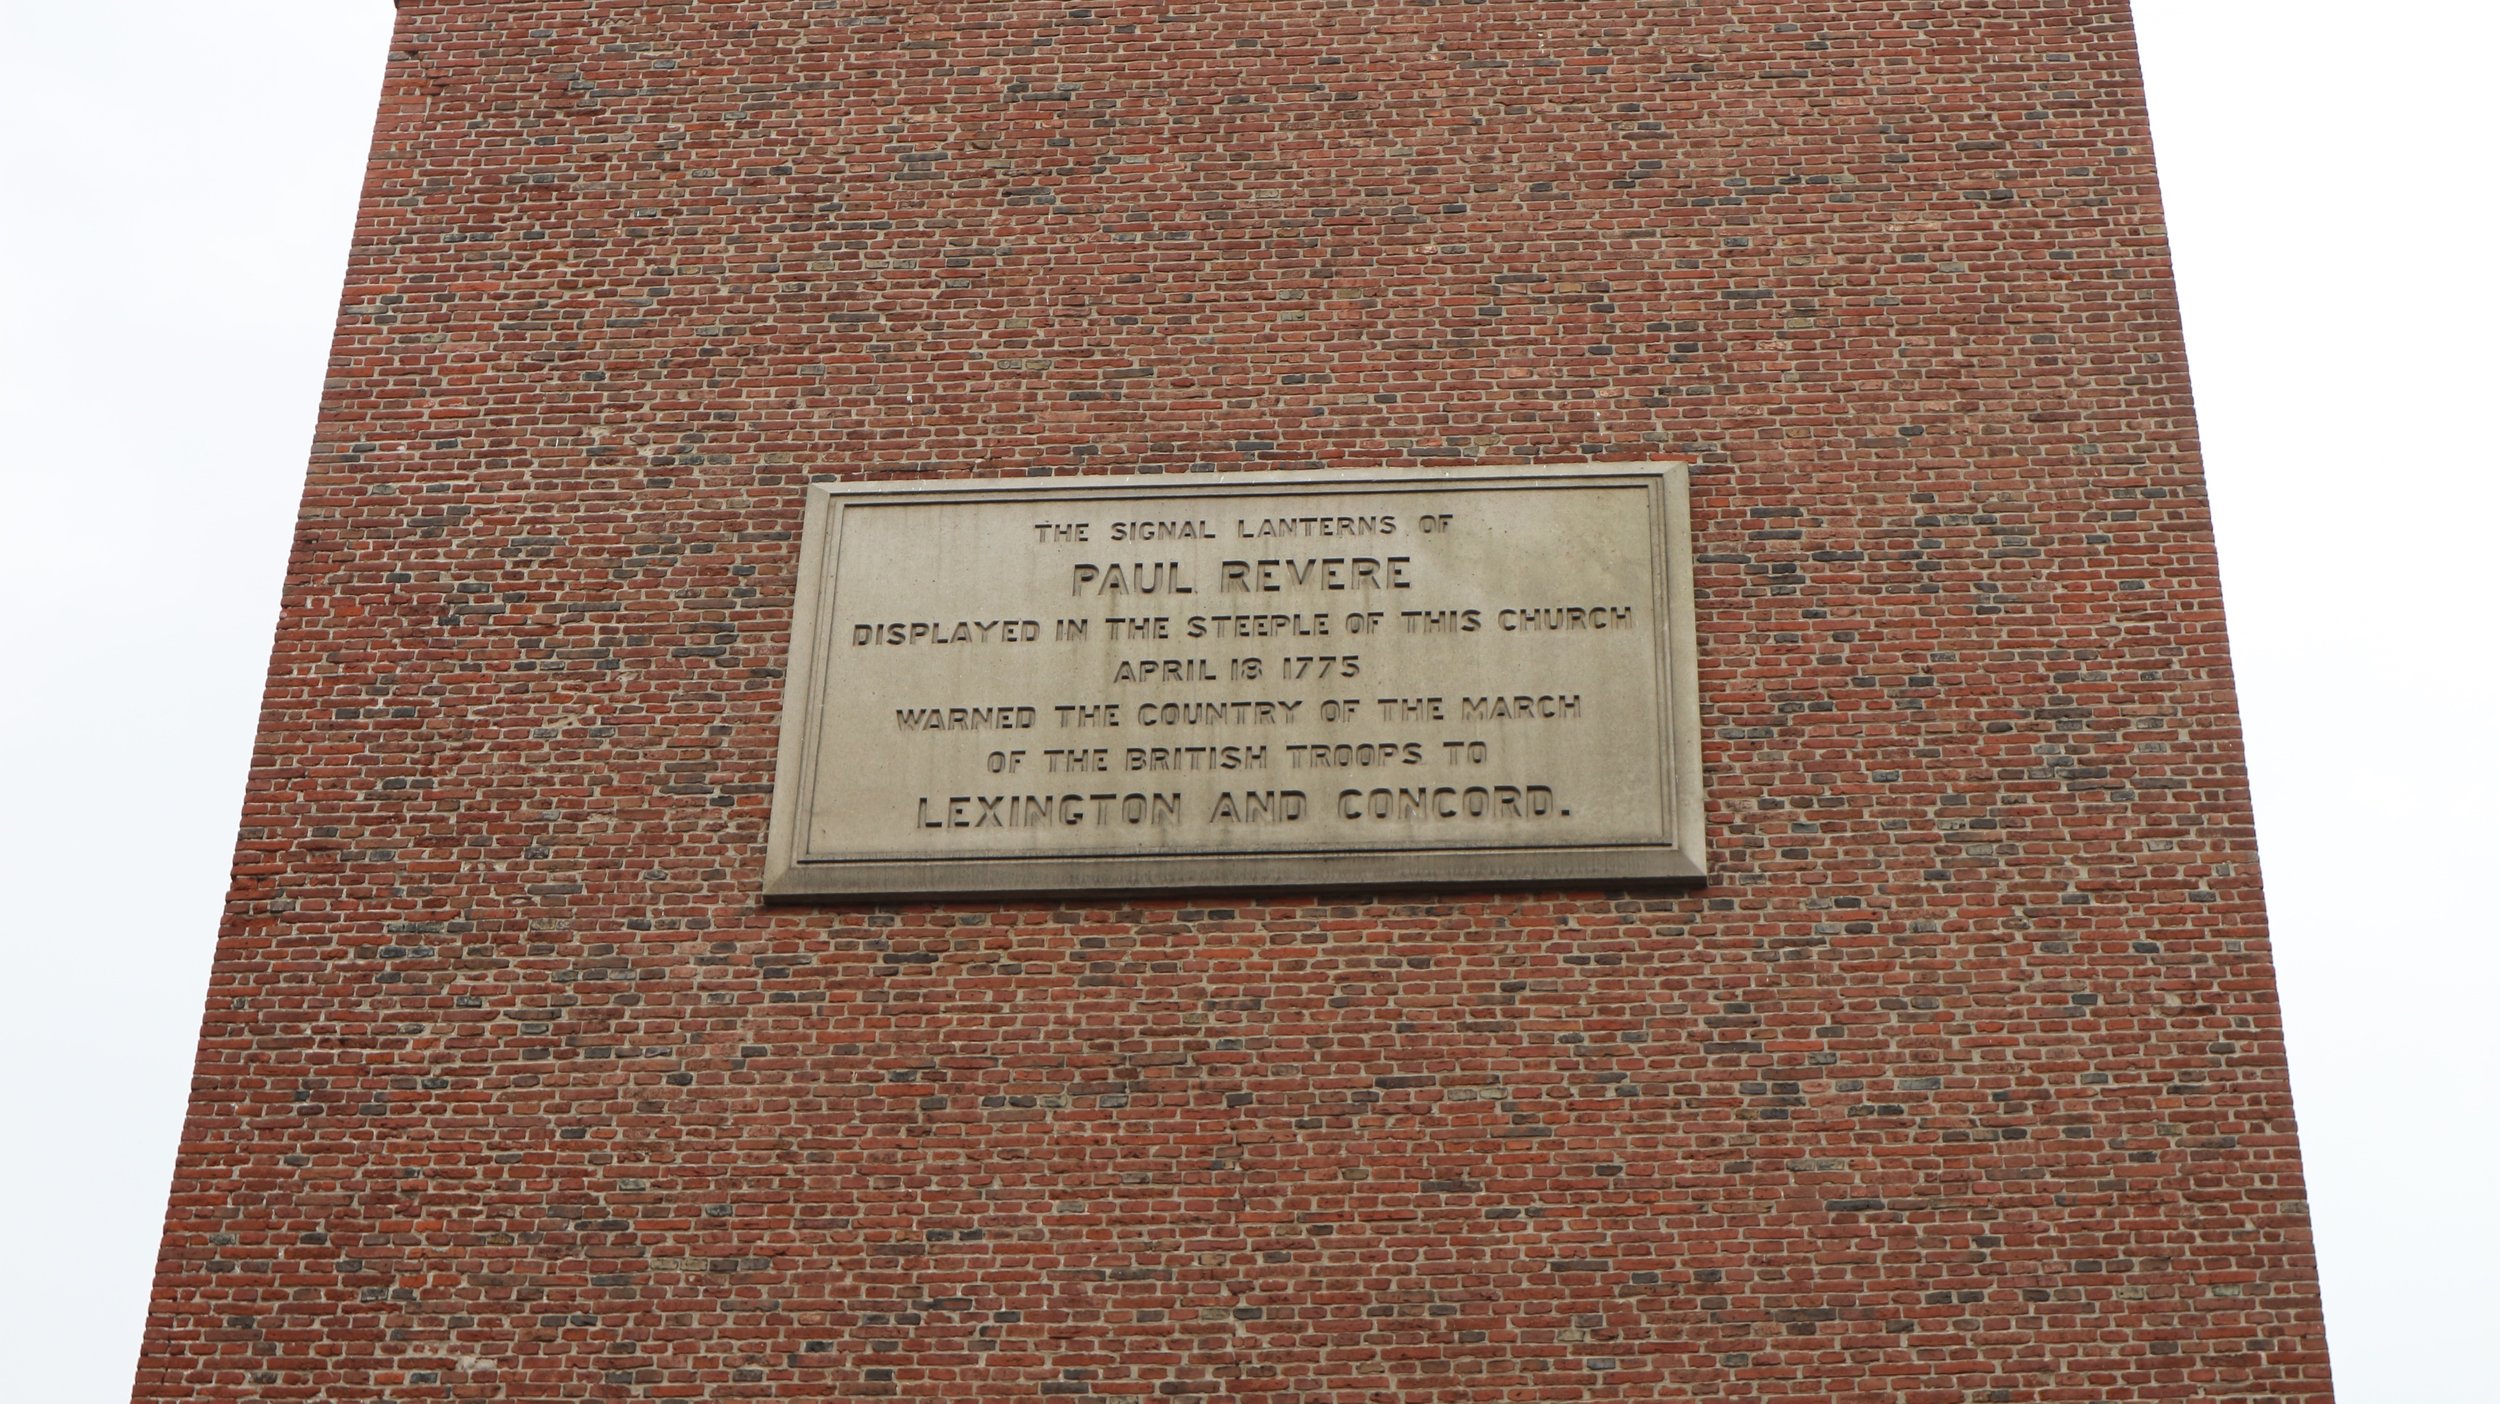 THE SIGNAL LANTERNS OF
PAUL REVERE
DISPLAYED IN THE STEEPLE OF THIS CHURCH
APRIL 18 1775
WARNED THE COUNTRY OF THE MARCH
OF THE BRITISH TROOPS TO
LEXINGTON AND CONCORD.